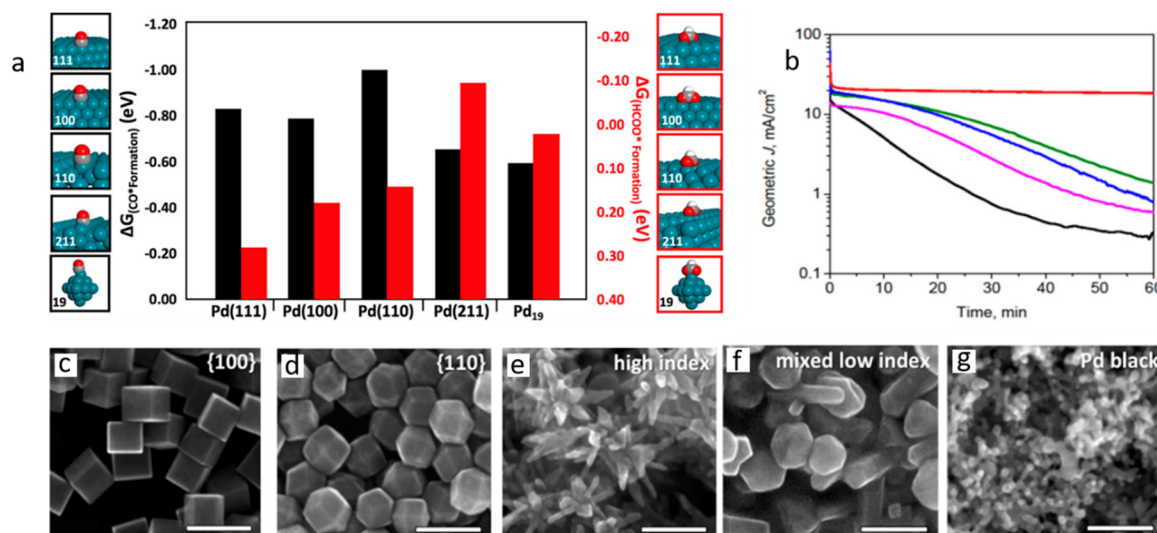 a
111
100
110
211
19
ΔG(CO*Formation) (eV)
-1.20
-1.00
-0.80
-0.60
-0.40
-0.20
0.00
Pd(111) Pd(100) Pd(110) Pd(211) Pd19
-0.20
-0.10
0.00
0.10
0.20
0.30
0.40
ΔG(HCOO* Formation) (eV)
111
100
110
211
19
b
Geometric J, mA/cm²
100
10
1
0.1
0 10 20 30 40 50 60
Time, min
c {100}
d {110}
e high index
f mixed low index
g Pd black